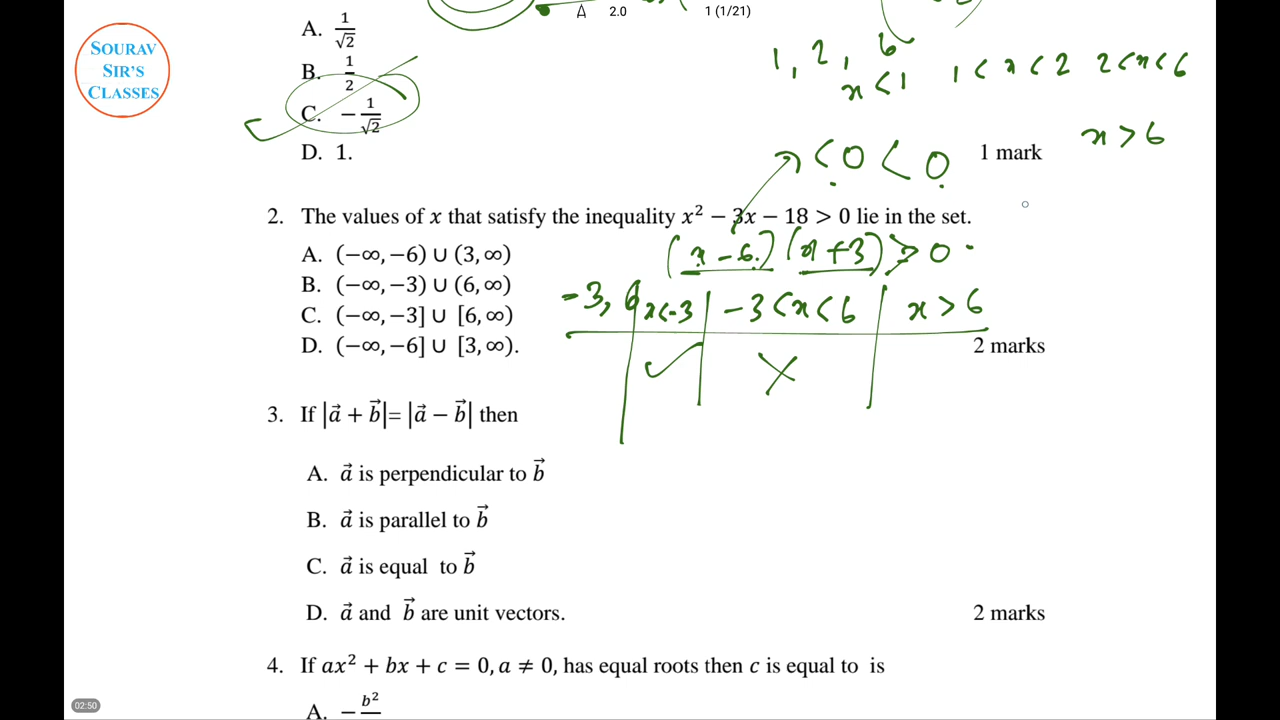 A 2.0 1 (1/21)
SOURAV
SIR'S
CLASSES
A. 1/√2
B. 1/2
C. −1/√2
D. 1.
1 mark
1, 2, 6
x < 1 1 < x < 2 2 < x < 6
x > 6
< 0 < 0
2. The values of x that satisfy the inequality x² − 3x − 18 > 0 lie in the set.
(x − 6) (x + 3) > 0
A. (−∞, −6) ∪ (3, ∞)
B. (−∞, −3) ∪ (6, ∞)
C. (−∞, −3] ∪ [6, ∞)
D. (−∞, −6] ∪ [3, ∞).
2 marks
−3, 6 x < −3 −3 < x < 6 x > 6
3. If |a⃗ + b⃗|= |a⃗ − b⃗| then
A. a⃗ is perpendicular to b⃗
B. a⃗ is parallel to b⃗
C. a⃗ is equal to b⃗
D. a⃗ and b⃗ are unit vectors.
2 marks
4. If ax² + bx + c = 0, a ≠ 0, has equal roots then c is equal to is
A. − b²
02:50